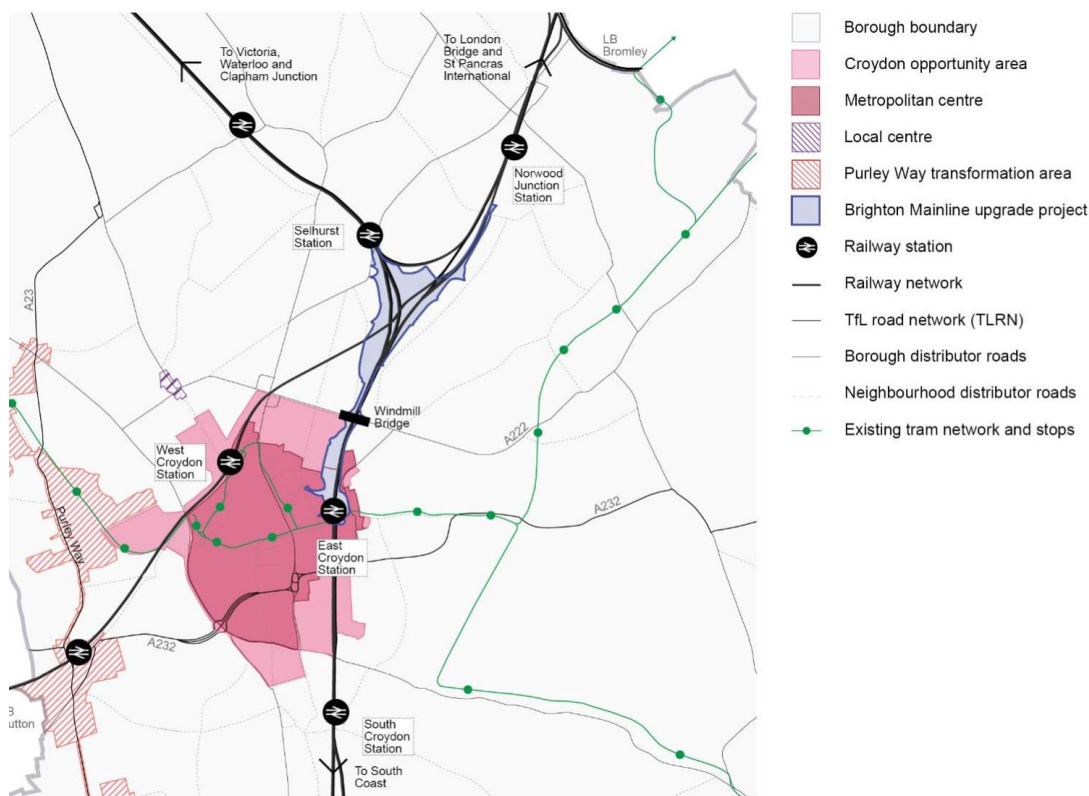 To Victoria,
Waterloo and
Clapham Junction
To London
Bridge and
St Pancras
International
LB
Bromley
Norwood
Junction
Station
Selhurst
Station
A23
Windmill
Bridge
A222
West
Croydon
Station
Purley Way
A232
East
Croydon
Station
A232
B
utton
South
Croydon
Station
To South
Coast
Borough boundary
Croydon opportunity area
Metropolitan centre
Local centre
Purley Way transformation area
Brighton Mainline upgrade project
Railway station
Railway network
TfL road network (TLRN)
Borough distributor roads
Neighbourhood distributor roads
Existing tram network and stops